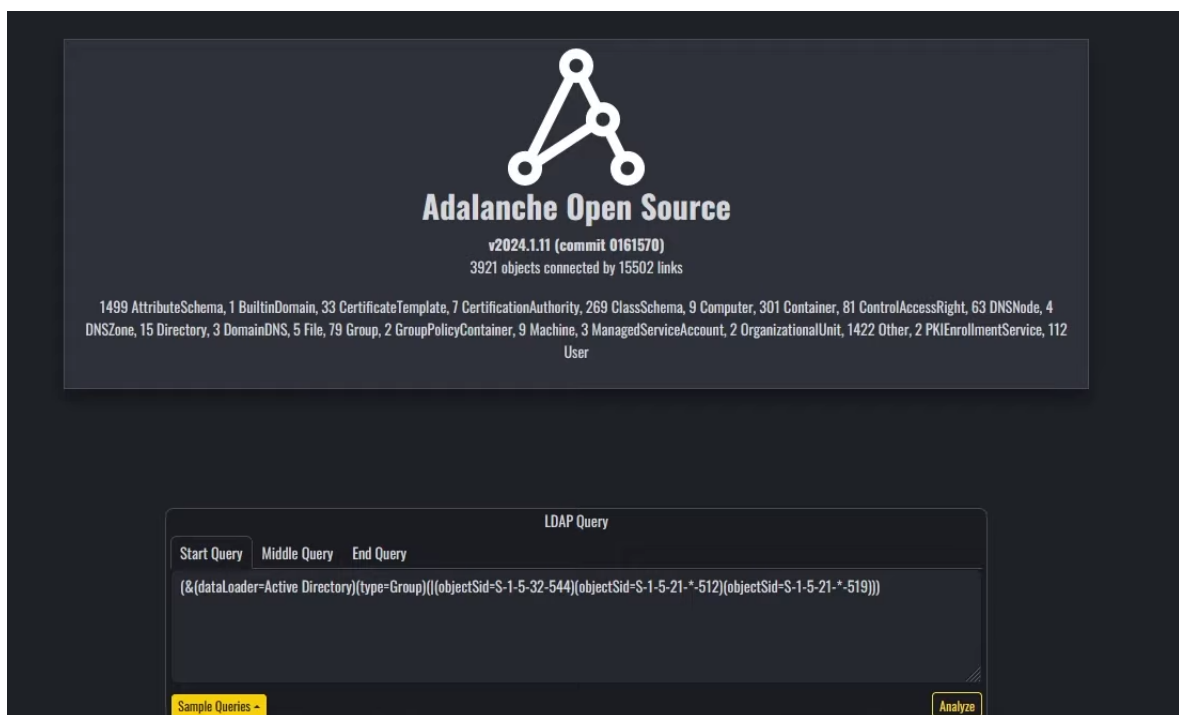 Adalanche Open Source
v2024.1.11 (commit 0161570)
3921 objects connected by 15502 links
1499 AttributeSchema, 1 BuiltinDomain, 33 CertificateTemplate, 7 CertificationAuthority, 269 ClassSchema, 9 Computer, 301 Container, 81 ControlAccessRight, 63 DNSNode, 4
DNSZone, 15 Directory, 3 DomainDNS, 5 File, 79 Group, 2 GroupPolicyContainer, 9 Machine, 3 ManagedServiceAccount, 2 OrganizationalUnit, 1422 Other, 2 PKIEnrollmentService, 112
User
LDAP Query
Start Query Middle Query End Query
(&(dataLoader=Active Directory)(type=Group)(|(objectSid=S-1-5-32-544)(objectSid=S-1-5-21-*-512)(objectSid=S-1-5-21-*-519)))
Sample Queries Analyze